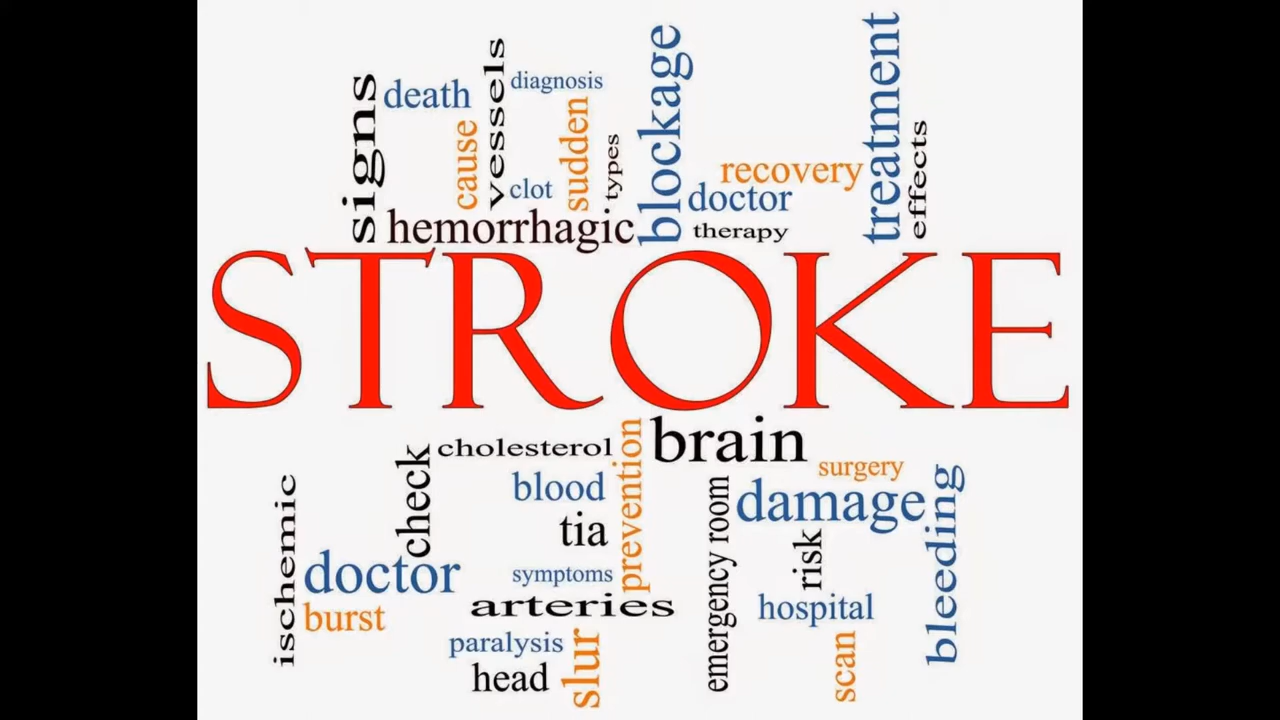 signs
death
cause
vessels
diagnosis
clot
sudden
types
blockage
recovery
doctor
therapy
treatment
effects
hemorrhagic
STROKE
cholesterol
check
prevention
brain
surgery
blood
damage
tia
emergency room
bleeding
ischemic
doctor
symptoms
risk
burst
arteries
hospital
paralysis
slur
scan
head